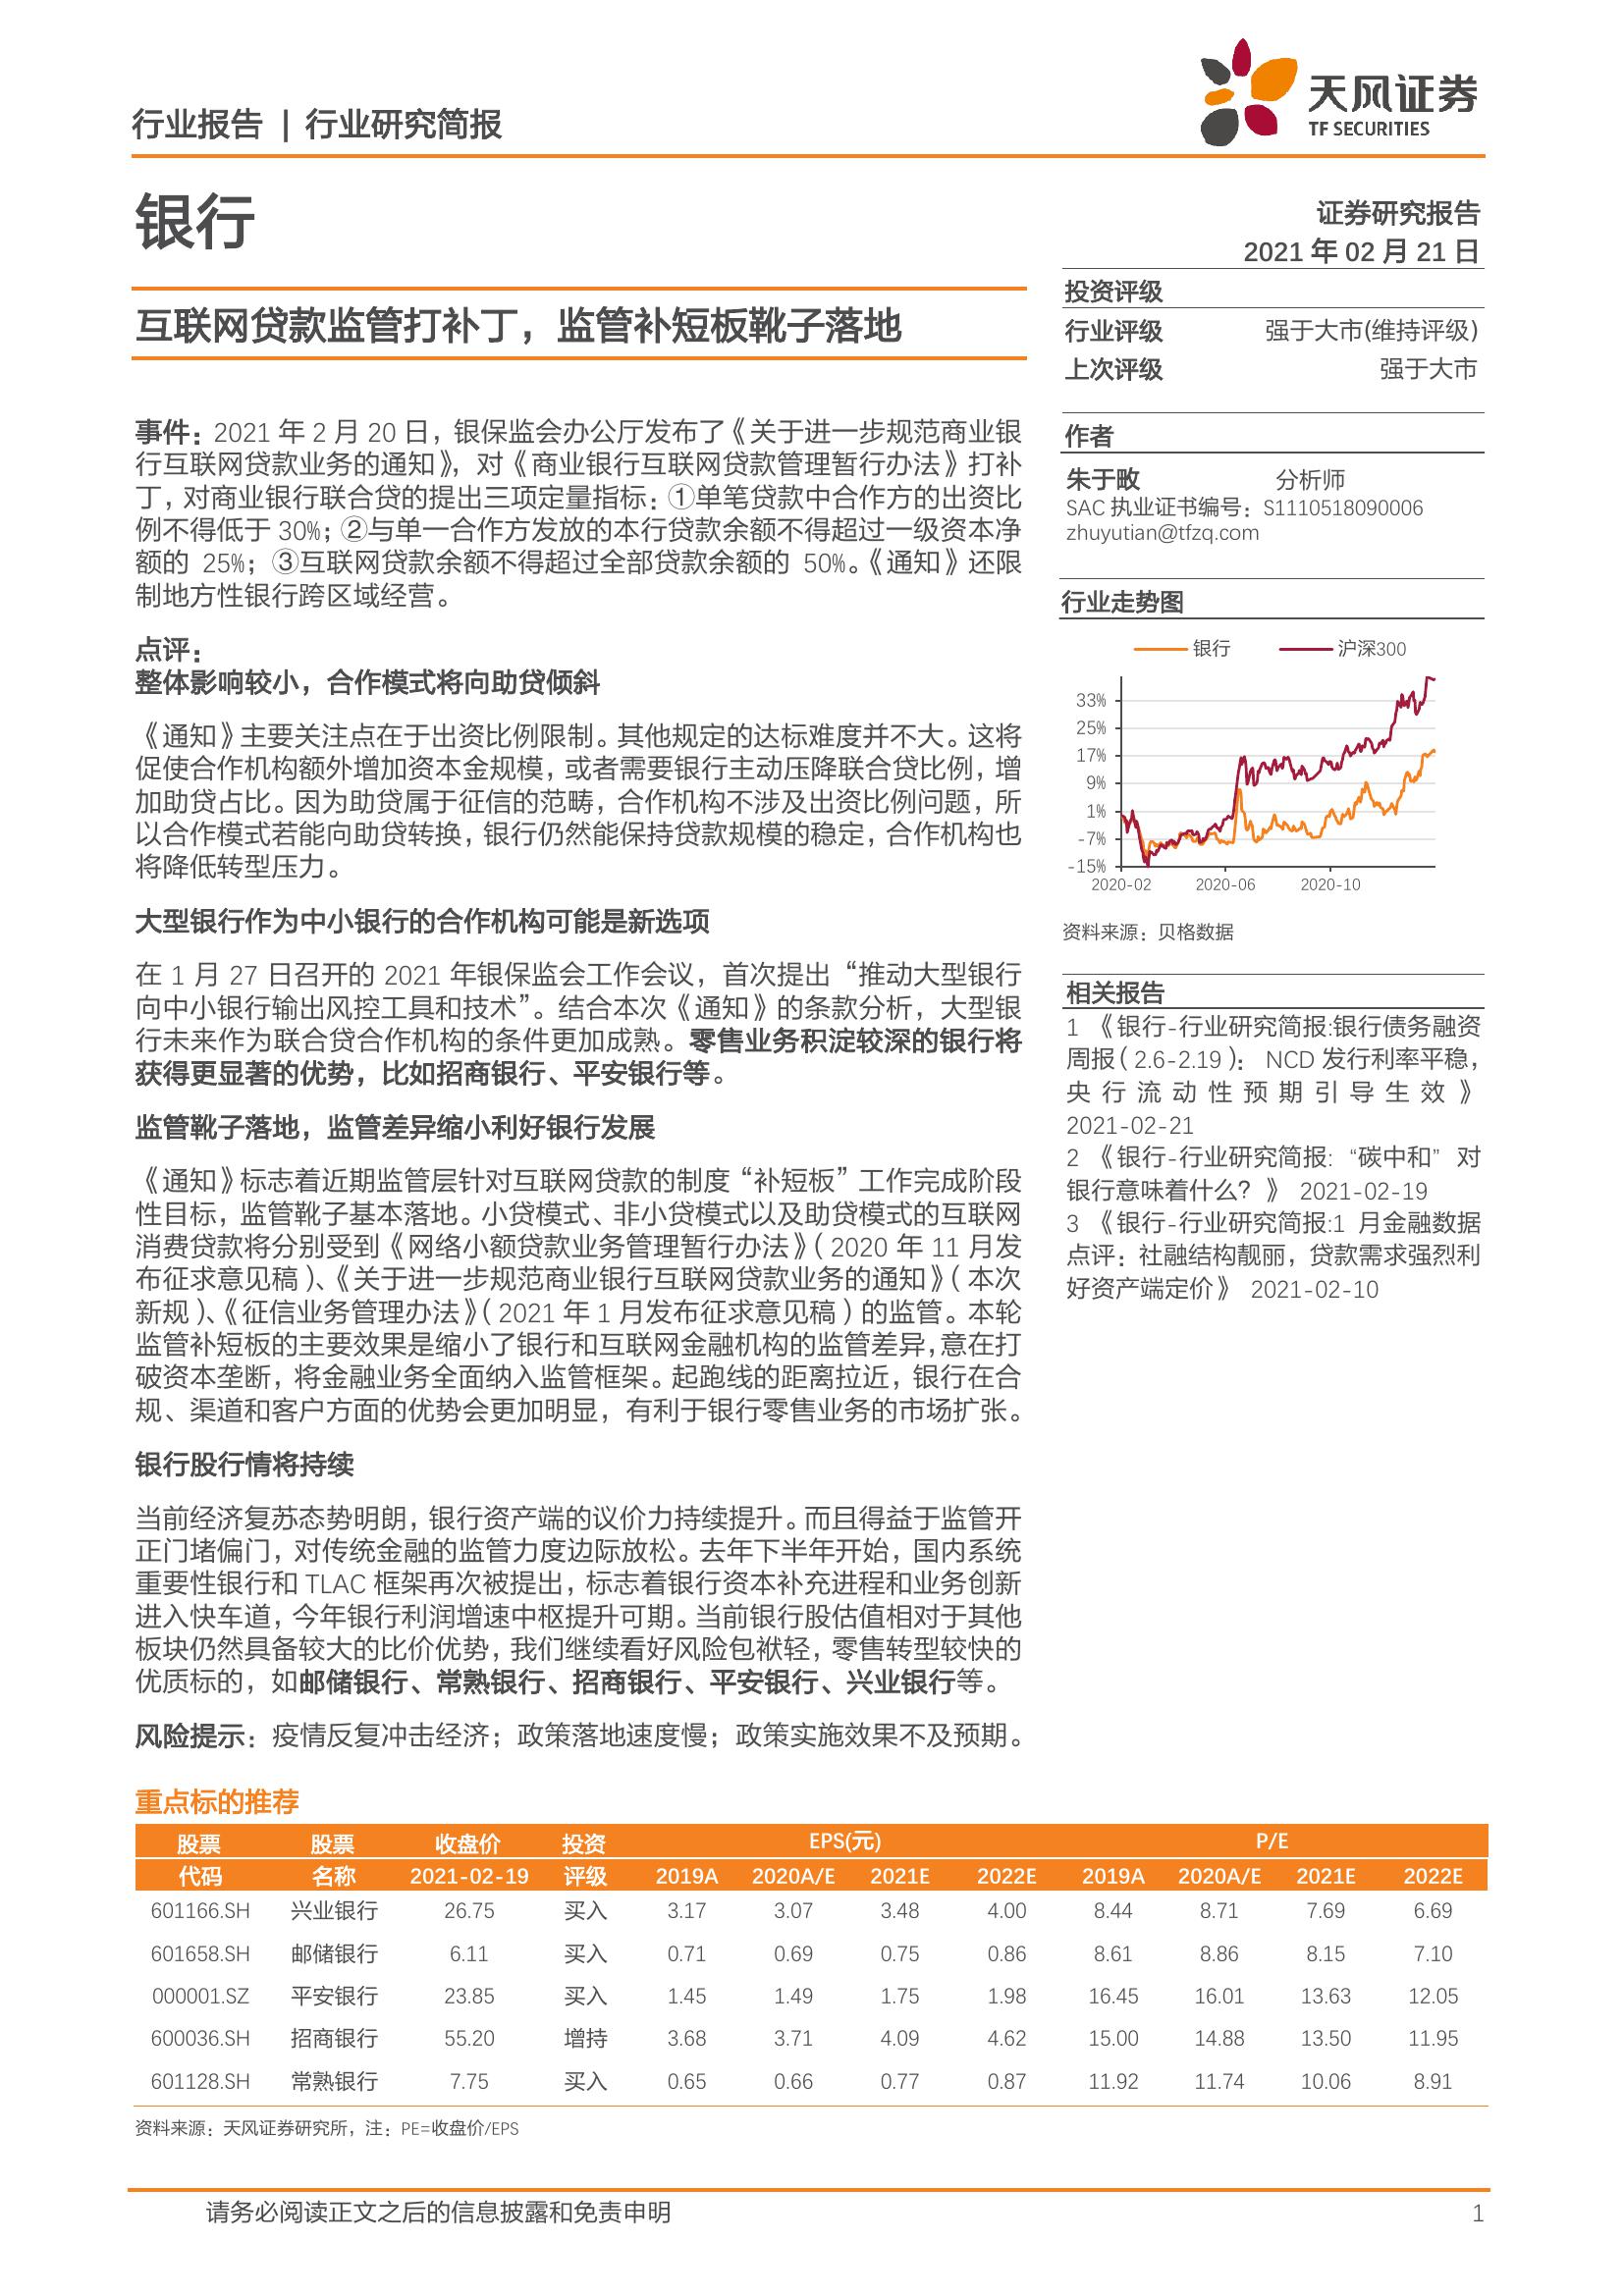 行业报告 | 行业研究简报
天风证券
TF SECURITIES
银行
证券研究报告
2021 年 02 月 21 日
互联网贷款监管打补丁，监管补短板靴子落地
投资评级
行业评级 强于大市(维持评级)
上次评级 强于大市
事件：2021 年 2 月 20 日，银保监会办公厅发布了《关于进一步规范商业银
行互联网贷款业务的通知》，对《商业银行互联网贷款管理暂行办法》打补
丁，对商业银行联合贷的提出三项定量指标：①单笔贷款中合作方的出资比
例不得低于 30%；②与单一合作方发放的本行贷款余额不得超过一级资本净
额的 25%；③互联网贷款余额不得超过全部贷款余额的 50%。《通知》还限
制地方性银行跨区域经营。
点评：
整体影响较小，合作模式将向助贷倾斜
《通知》主要关注点在于出资比例限制。其他规定的达标难度并不大。这将
促使合作机构额外增加资本金规模，或者需要银行主动压降联合贷比例，增
加助贷占比。因为助贷属于征信的范畴，合作机构不涉及出资比例问题，所
以合作模式若能向助贷转换，银行仍然能保持贷款规模的稳定，合作机构也
将降低转型压力。
大型银行作为中小银行的合作机构可能是新选项
在 1 月 27 日召开的 2021 年银保监会工作会议，首次提出“推动大型银行
向中小银行输出风控工具和技术”。结合本次《通知》的条款分析，大型银
行未来作为联合贷合作机构的条件更加成熟。零售业务积淀较深的银行将
获得更显著的优势，比如招商银行、平安银行等。
监管靴子落地，监管差异缩小利好银行发展
《通知》标志着近期监管层针对互联网贷款的制度“补短板”工作完成阶段
性目标，监管靴子基本落地。小贷模式、非小贷模式以及助贷模式的互联网
消费贷款将分别受到《网络小额贷款业务管理暂行办法》（2020 年 11 月发
布征求意见稿）、《关于进一步规范商业银行互联网贷款业务的通知》（本次
新规）、《征信业务管理办法》（2021 年 1 月发布征求意见稿）的监管。本轮
监管补短板的主要效果是缩小了银行和互联网金融机构的监管差异，意在打
破资本垄断，将金融业务全面纳入监管框架。起跑线的距离拉近，银行在合
规、渠道和客户方面的优势会更加明显，有利于银行零售业务的市场扩张。
银行股行情将持续
当前经济复苏态势明朗，银行资产端的议价力持续提升。而且得益于监管开
正门堵偏门，对传统金融的监管力度边际放松。去年下半年开始，国内系统
重要性银行和 TLAC 框架再次被提出，标志着银行资本补充进程和业务创新
进入快车道，今年银行利润增速中枢提升可期。当前银行股估值相对于其他
板块仍然具备较大的比价优势，我们继续看好风险包袱轻，零售转型较快的
优质标的，如邮储银行、常熟银行、招商银行、平安银行、兴业银行等。
风险提示：疫情反复冲击经济；政策落地速度慢；政策实施效果不及预期。
作者
朱于畋 分析师
SAC 执业证书编号：S1110518090006
zhuyutian@tfzq.com
行业走势图
银行 沪深300
33%
25%
17%
9%
1%
-7%
-15%
2020-02 2020-06 2020-10
资料来源：贝格数据
相关报告
1 《银行-行业研究简报:银行债务融资
周报（2.6-2.19）： NCD 发行利率平稳，
央行流动性预期引导生效》
2021-02-21
2 《银行-行业研究简报:“碳中和”对
银行意味着什么？》 2021-02-19
3 《银行-行业研究简报:1 月金融数据
点评：社融结构靓丽，贷款需求强烈利
好资产端定价》 2021-02-10
重点标的推荐
股票 股票 收盘价 投资 EPS(元) P/E
代码 名称 2021-02-19 评级 2019A 2020A/E 2021E 2022E 2019A 2020A/E 2021E 2022E
601166.SH 兴业银行 26.75 买入 3.17 3.07 3.48 4.00 8.44 8.71 7.69 6.69
601658.SH 邮储银行 6.11 买入 0.71 0.69 0.75 0.86 8.61 8.86 8.15 7.10
000001.SZ 平安银行 23.85 买入 1.45 1.49 1.75 1.98 16.45 16.01 13.63 12.05
600036.SH 招商银行 55.20 增持 3.68 3.71 4.09 4.62 15.00 14.88 13.50 11.95
601128.SH 常熟银行 7.75 买入 0.65 0.66 0.77 0.87 11.92 11.74 10.06 8.91
资料来源：天风证券研究所，注：PE=收盘价/EPS
请务必阅读正文之后的信息披露和免责申明 1